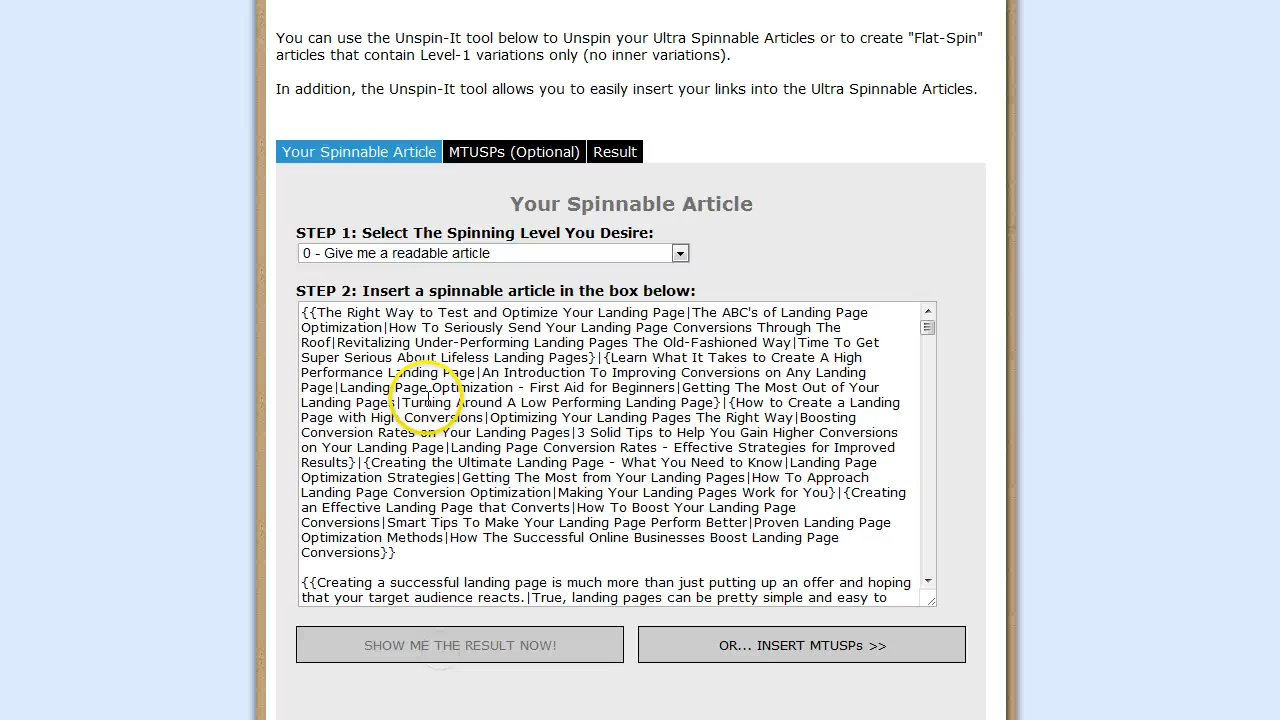 You can use the Unspin-It tool below to Unspin your Ultra Spinnable Articles or to create "Flat-Spin"
articles that contain Level-1 variations only (no inner variations).
In addition, the Unspin-It tool allows you to easily insert your links into the Ultra Spinnable Articles.
Your Spinnable Article MTUSPs (Optional) Result
Your Spinnable Article
STEP 1: Select The Spinning Level You Desire:
0 - Give me a readable article
STEP 2: Insert a spinnable article in the box below:
{{The Right Way to Test and Optimize Your Landing Page|The ABC's of Landing Page
Optimization|How To Seriously Send Your Landing Page Conversions Through The
Roof|Revitalizing Under-Performing Landing Pages The Old-Fashioned Way|Time To Get
Super Serious About Lifeless Landing Pages}|{Learn What It Takes to Create A High
Performance Landing Page|An Introduction To Improving Conversions on Any Landing
Page|Landing Page Optimization - First Aid for Beginners|Getting The Most Out of Your
Landing Pages|Turning Around A Low Performing Landing Page}|{How to Create a Landing
Page with High Conversions|Optimizing Your Landing Pages The Right Way|Boosting
Conversion Rates on Your Landing Pages|3 Solid Tips to Help You Gain Higher Conversions
on Your Landing Page|Landing Page Conversion Rates - Effective Strategies for Improved
Results}|{Creating the Ultimate Landing Page - What You Need to Know|Landing Page
Optimization Strategies|Getting The Most from Your Landing Pages|How To Approach
Landing Page Conversion Optimization|Making Your Landing Pages Work for You}|{Creating
an Effective Landing Page that Converts|How To Boost Your Landing Page
Conversions|Smart Tips To Make Your Landing Page Perform Better|Proven Landing Page
Optimization Methods|How The Successful Online Businesses Boost Landing Page
Conversions}}
{{Creating a successful landing page is much more than just putting up an offer and hoping
that your target audience reacts.|True, landing pages can be pretty simple and easy to
SHOW ME THE RESULT NOW! OR... INSERT MTUSPs >>